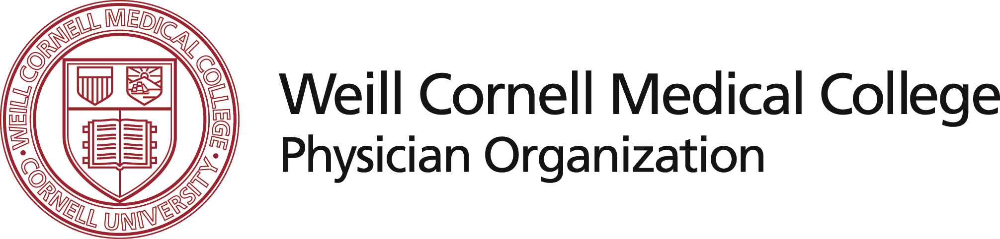 WEILL CORNELL MEDICAL COLLEGE
• CORNELL UNIVERSITY •
Weill Cornell Medical College
Physician Organization